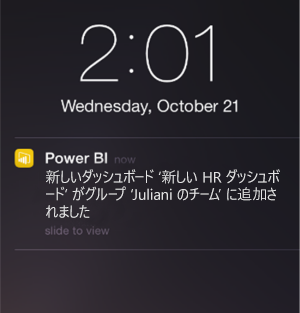 2:01
Wednesday, October 21
Power BI now
新しいダッシュボード '新しい HR ダッシュボ
ード' がグループ 'Juliani のチーム' に追加さ
れました
slide to view